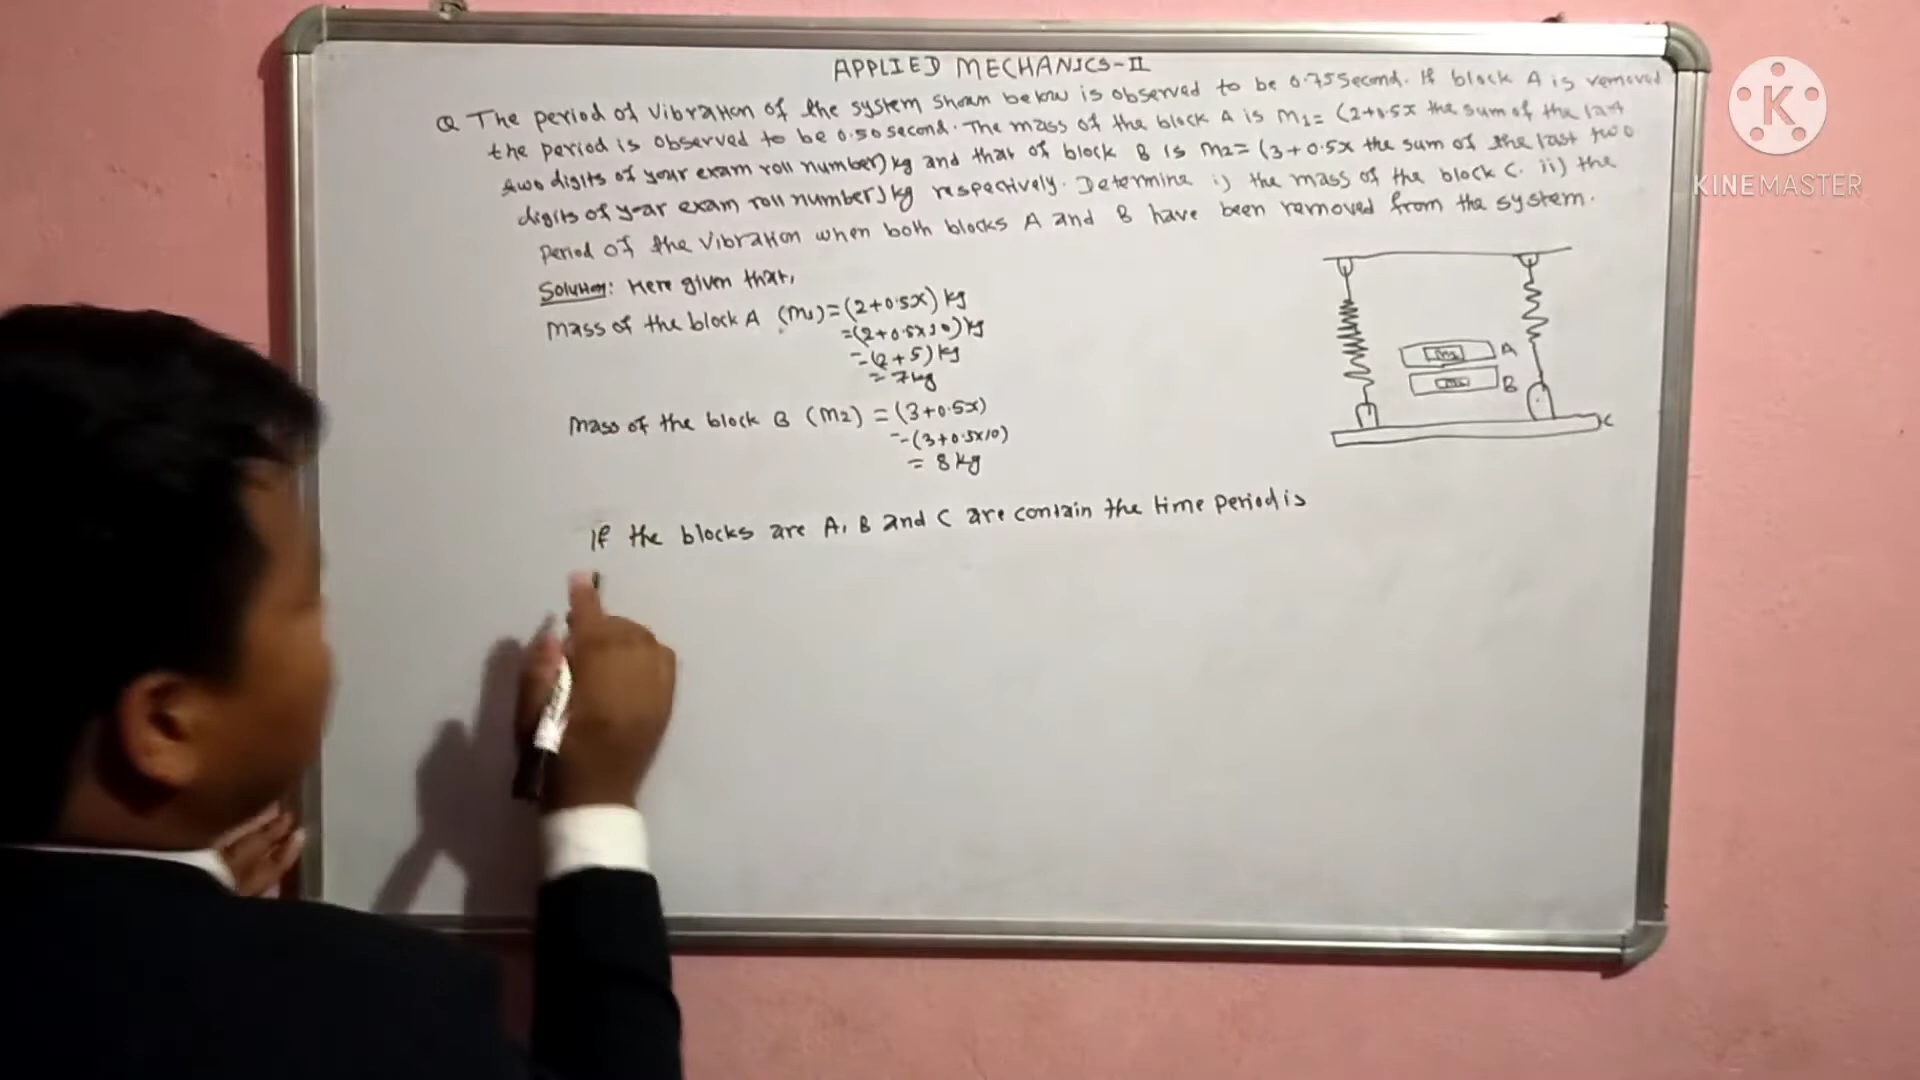 APPLIED MECHANICS-II
Q The period of vibration of the system shown below is observed to be 0.75 second. If block A is removed
the period is observed to be 0.50 second. The mass of the block A is m1= (2+0.5x the sum of the last
two digits of your exam roll number) kg and that of block B is m2= (3+0.5x the sum of the last two
digits of your exam roll number) kg respectively. Determine i) the mass of the block C. ii) the
period of the vibration when both blocks A and B have been removed from the system.
Solution: Here given that,
Mass of the block A (m1) = (2+0.5x) kg
= (2+0.5x10) kg
= (2+5) kg
= 7kg
Mass of the block B (m2) = (3+0.5x)
= (3+0.5x10)
= 8 kg
If the blocks are A, B and C are contain the time period is
A
B
C
K
KINEMASTER